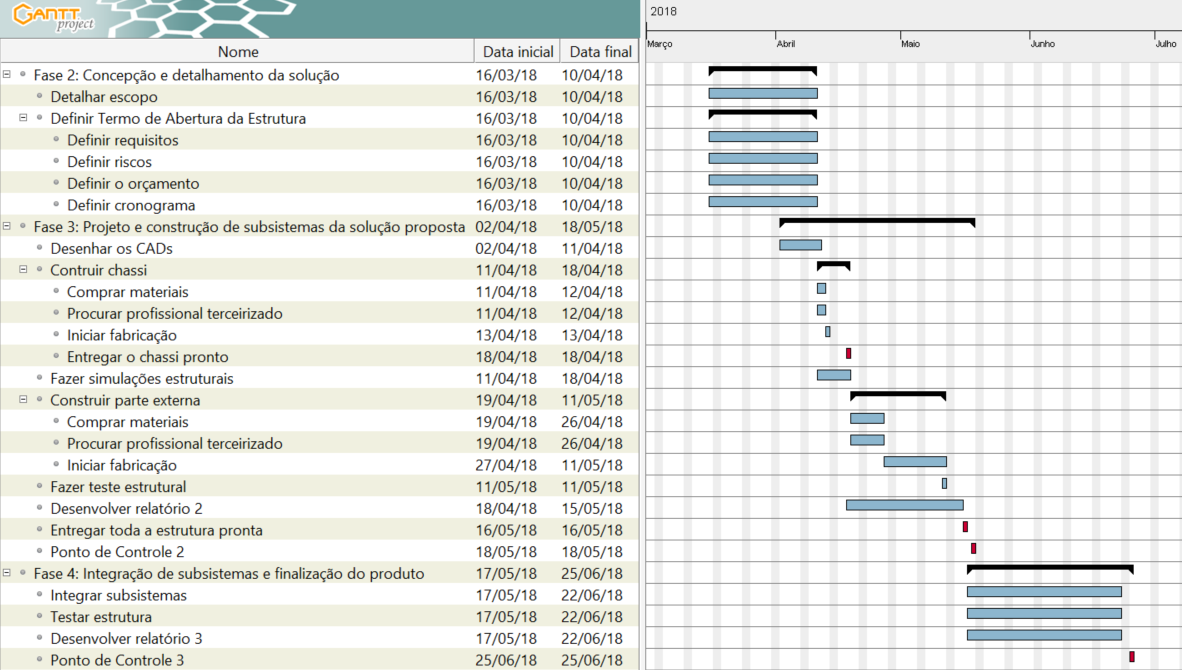 GANTT project
2018
Março Abril Maio Junho Julho
Nome Data inicial Data final
Fase 2: Concepção e detalhamento da solução 16/03/18 10/04/18
Detalhar escopo 16/03/18 10/04/18
Definir Termo de Abertura da Estrutura 16/03/18 10/04/18
Definir requisitos 16/03/18 10/04/18
Definir riscos 16/03/18 10/04/18
Definir o orçamento 16/03/18 10/04/18
Definir cronograma 16/03/18 10/04/18
Fase 3: Projeto e construção de subsistemas da solução proposta 02/04/18 18/05/18
Desenhar os CADs 02/04/18 11/04/18
Contruir chassi 11/04/18 18/04/18
Comprar materiais 11/04/18 12/04/18
Procurar profissional terceirizado 11/04/18 12/04/18
Iniciar fabricação 13/04/18 13/04/18
Entregar o chassi pronto 18/04/18 18/04/18
Fazer simulações estruturais 11/04/18 18/04/18
Construir parte externa 19/04/18 11/05/18
Comprar materiais 19/04/18 26/04/18
Procurar profissional terceirizado 19/04/18 26/04/18
Iniciar fabricação 27/04/18 11/05/18
Fazer teste estrutural 11/05/18 11/05/18
Desenvolver relatório 2 18/04/18 15/05/18
Entregar toda a estrutura pronta 16/05/18 16/05/18
Ponto de Controle 2 18/05/18 18/05/18
Fase 4: Integração de subsistemas e finalização do produto 17/05/18 25/06/18
Integrar subsistemas 17/05/18 22/06/18
Testar estrutura 17/05/18 22/06/18
Desenvolver relatório 3 17/05/18 22/06/18
Ponto de Controle 3 25/06/18 25/06/18